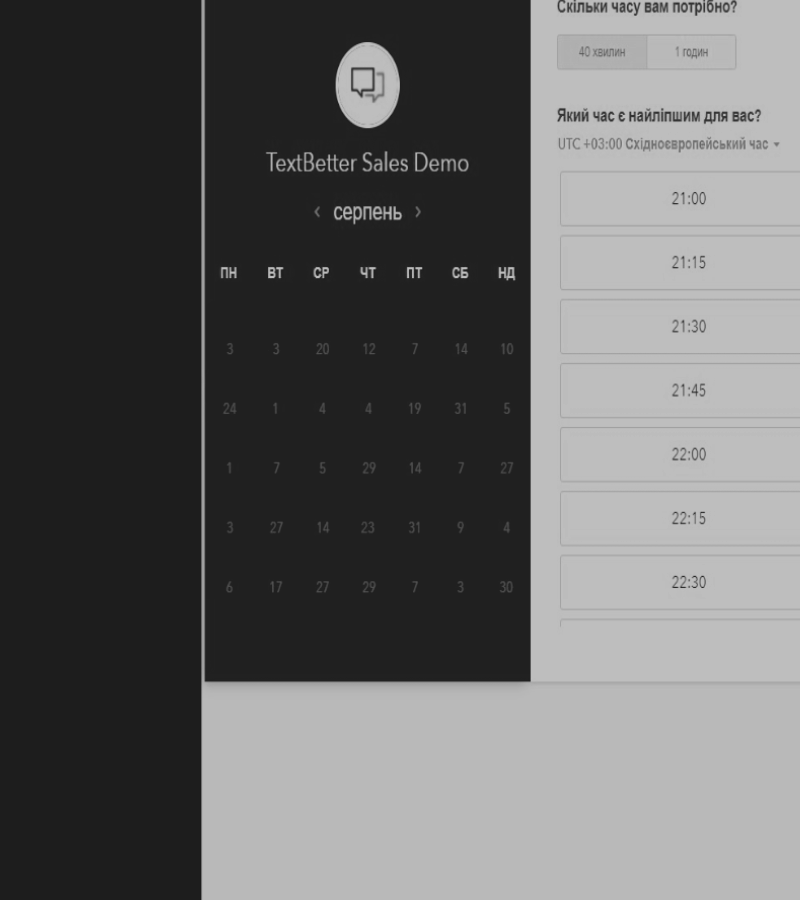 TextBetter Sales Demo
‹ серпень ›
ПН ВТ СР ЧТ ПТ СБ НД
3 3 20 12 7 14 10
24 1 4 4 19 31 5
1 7 5 29 14 7 27
3 27 14 23 31 9 4
6 17 27 29 7 3 30
Скільки часу вам потрібно?
40 хвилин 1 годин
Який час є найліпшим для вас?
UTC +03:00 Східноєвропейський час
21:00
21:15
21:30
21:45
22:00
22:15
22:30